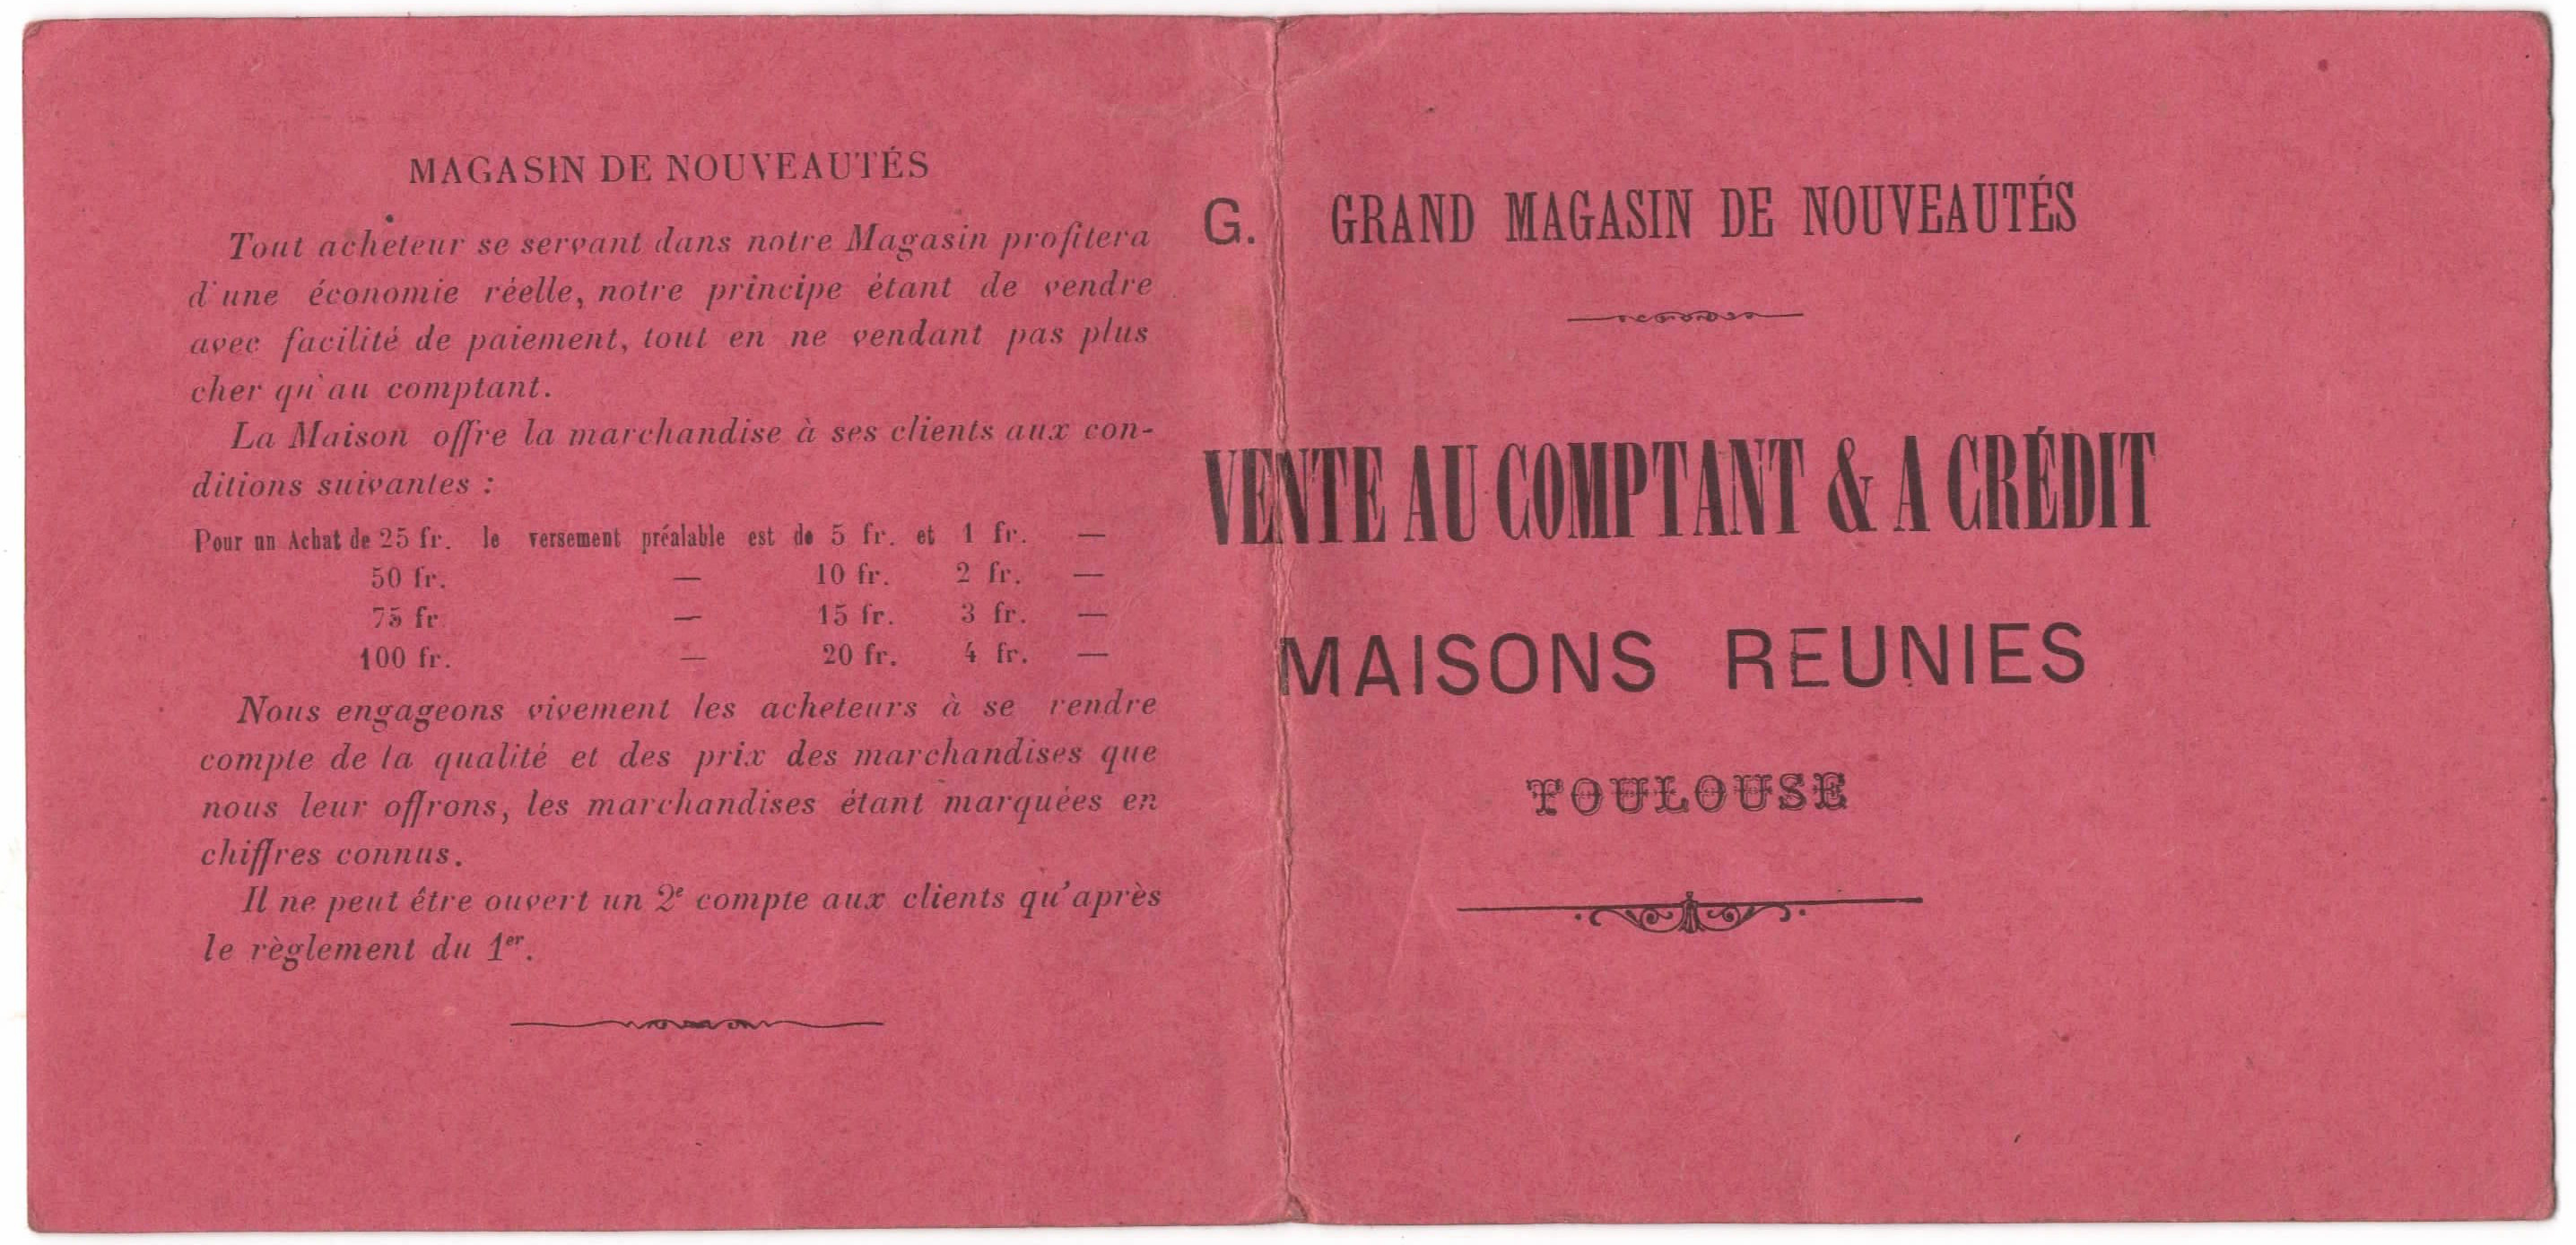 MAGASIN DE NOUVEAUTÉS
Tout acheteur se servant dans notre Magasin profitera
d'une économie réelle, notre principe étant de vendre
avec facilité de paiement, tout en ne vendant pas plus
cher qu'au comptant.
La Maison offre la marchandise à ses clients aux con-
ditions suivantes :
Pour un Achat de 25 fr. le versement préalable est de 5 fr. et 1 fr. —
50 fr. — 10 fr. 2 fr. —
75 fr — 15 fr. 3 fr. —
100 fr. — 20 fr. 4 fr. —
Nous engageons vivement les acheteurs à se rendre
compte de la qualité et des prix des marchandises que
nous leur offrons, les marchandises étant marquées en
chiffres connus.
Il ne peut être ouvert un 2e compte aux clients qu'après
le règlement du 1er.
G. GRAND MAGASIN DE NOUVEAUTÉS
VENTE AU COMPTANT & A CRÉDIT
MAISONS REUNIES
TOULOUSE